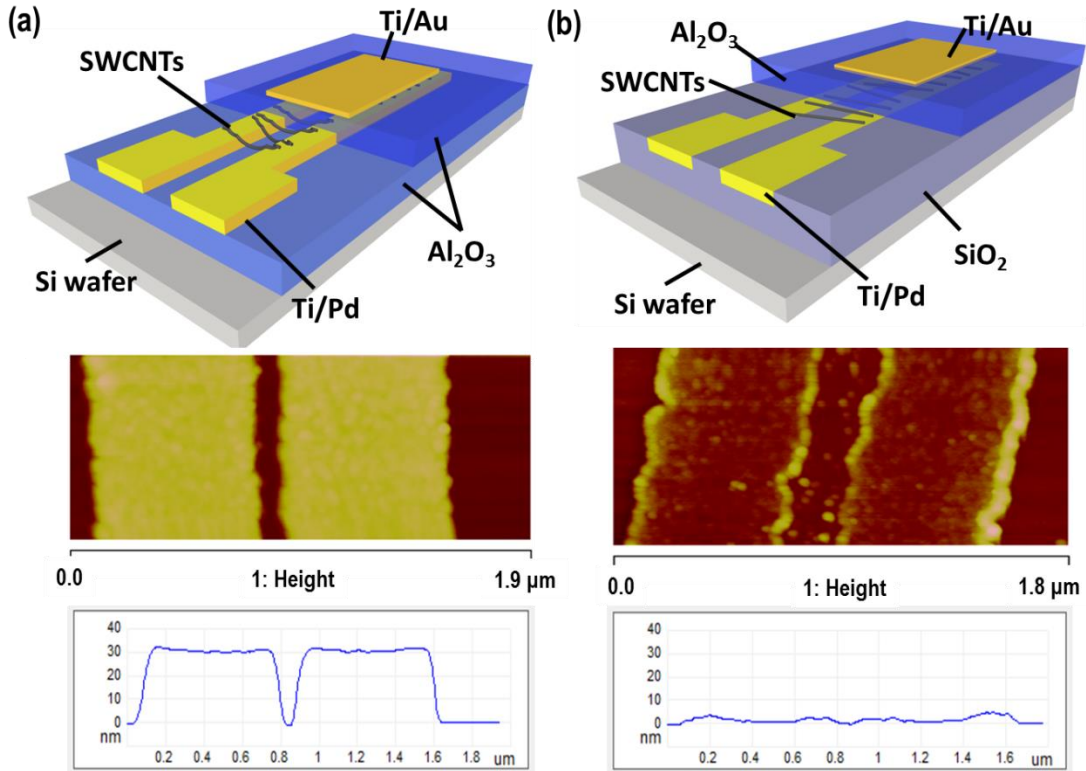 (a)
Ti/Au
SWCNTs
Al₂O₃
Si wafer
Ti/Pd
0.0 1: Height 1.9 µm
40
30
20
10
0
nm
0.2 0.4 0.6 0.8 1 1.2 1.4 1.6 1.8 um
(b)
Ti/Au
Al₂O₃
SWCNTs
SiO₂
Si wafer
Ti/Pd
0.0 1: Height 1.8 µm
40
30
20
10
0
nm
0.2 0.4 0.6 0.8 1 1.2 1.4 1.6 um